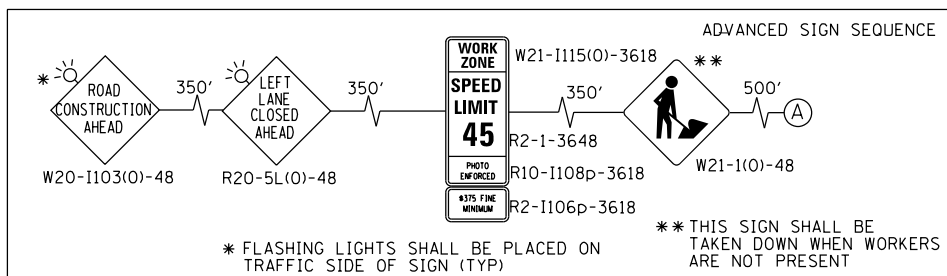 ADVANCED SIGN SEQUENCE
*
ROAD
CONSTRUCTION
AHEAD
W20-I103(O)-48
350'
LEFT
LANE
CLOSED
AHEAD
R20-5L(O)-48
350'
WORK
ZONE
SPEED
LIMIT
45
PHOTO
ENFORCED
$375 FINE
MINIMUM
W21-I115(O)-3618
R2-1-3648
R10-I108p-3618
R2-I106p-3618
350'
**
W21-1(O)-48
500'
A
* FLASHING LIGHTS SHALL BE PLACED ON
TRAFFIC SIDE OF SIGN (TYP)
** THIS SIGN SHALL BE
TAKEN DOWN WHEN WORKERS
ARE NOT PRESENT